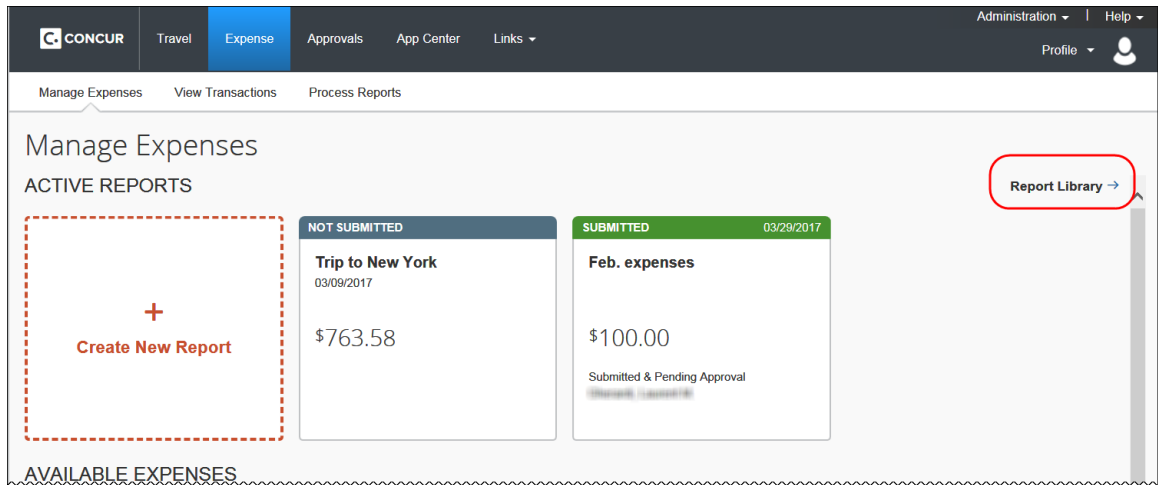 Administration | Help
C. CONCUR Travel Expense Approvals App Center Links
Profile
Manage Expenses View Transactions Process Reports
Manage Expenses
ACTIVE REPORTS
Report Library →
+
Create New Report
NOT SUBMITTED
Trip to New York
03/09/2017
$763.58
SUBMITTED 03/29/2017
Feb. expenses
$100.00
Submitted & Pending Approval
AVAILABLE EXPENSES